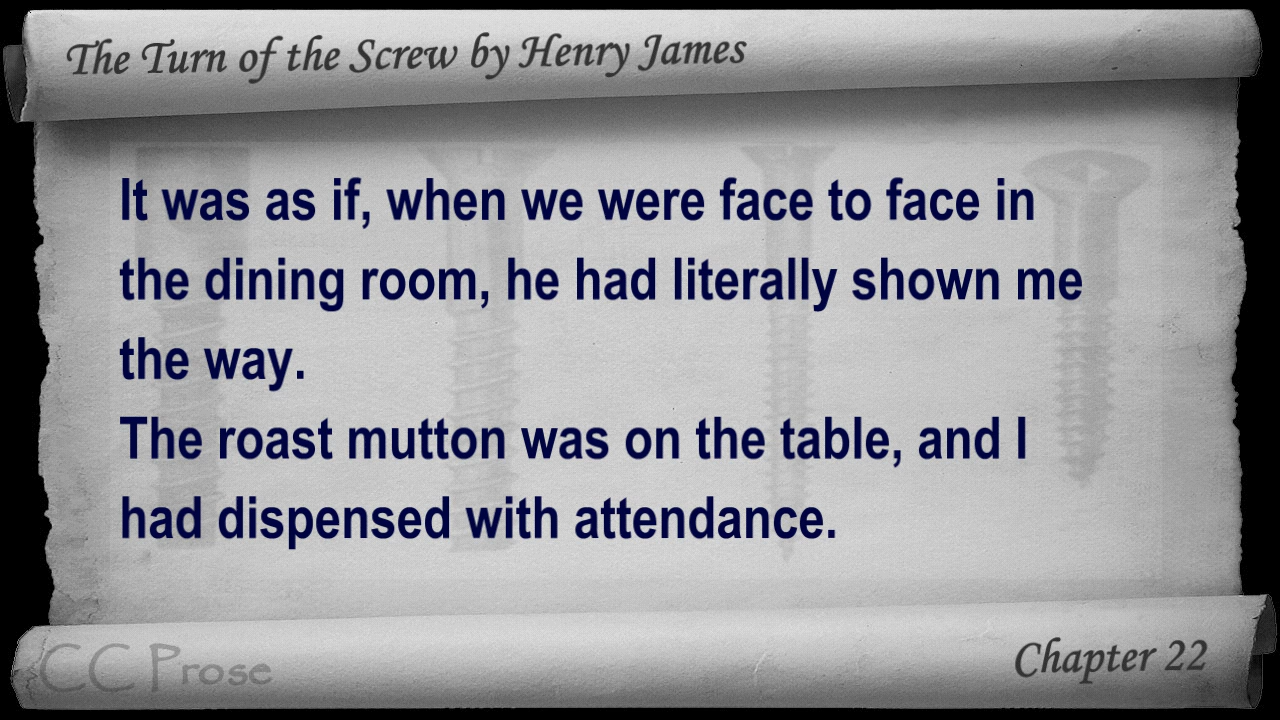 The Turn of the Screw by Henry James
It was as if, when we were face to face in
the dining room, he had literally shown me
the way.
The roast mutton was on the table, and I
had dispensed with attendance.
CC Prose
Chapter 22